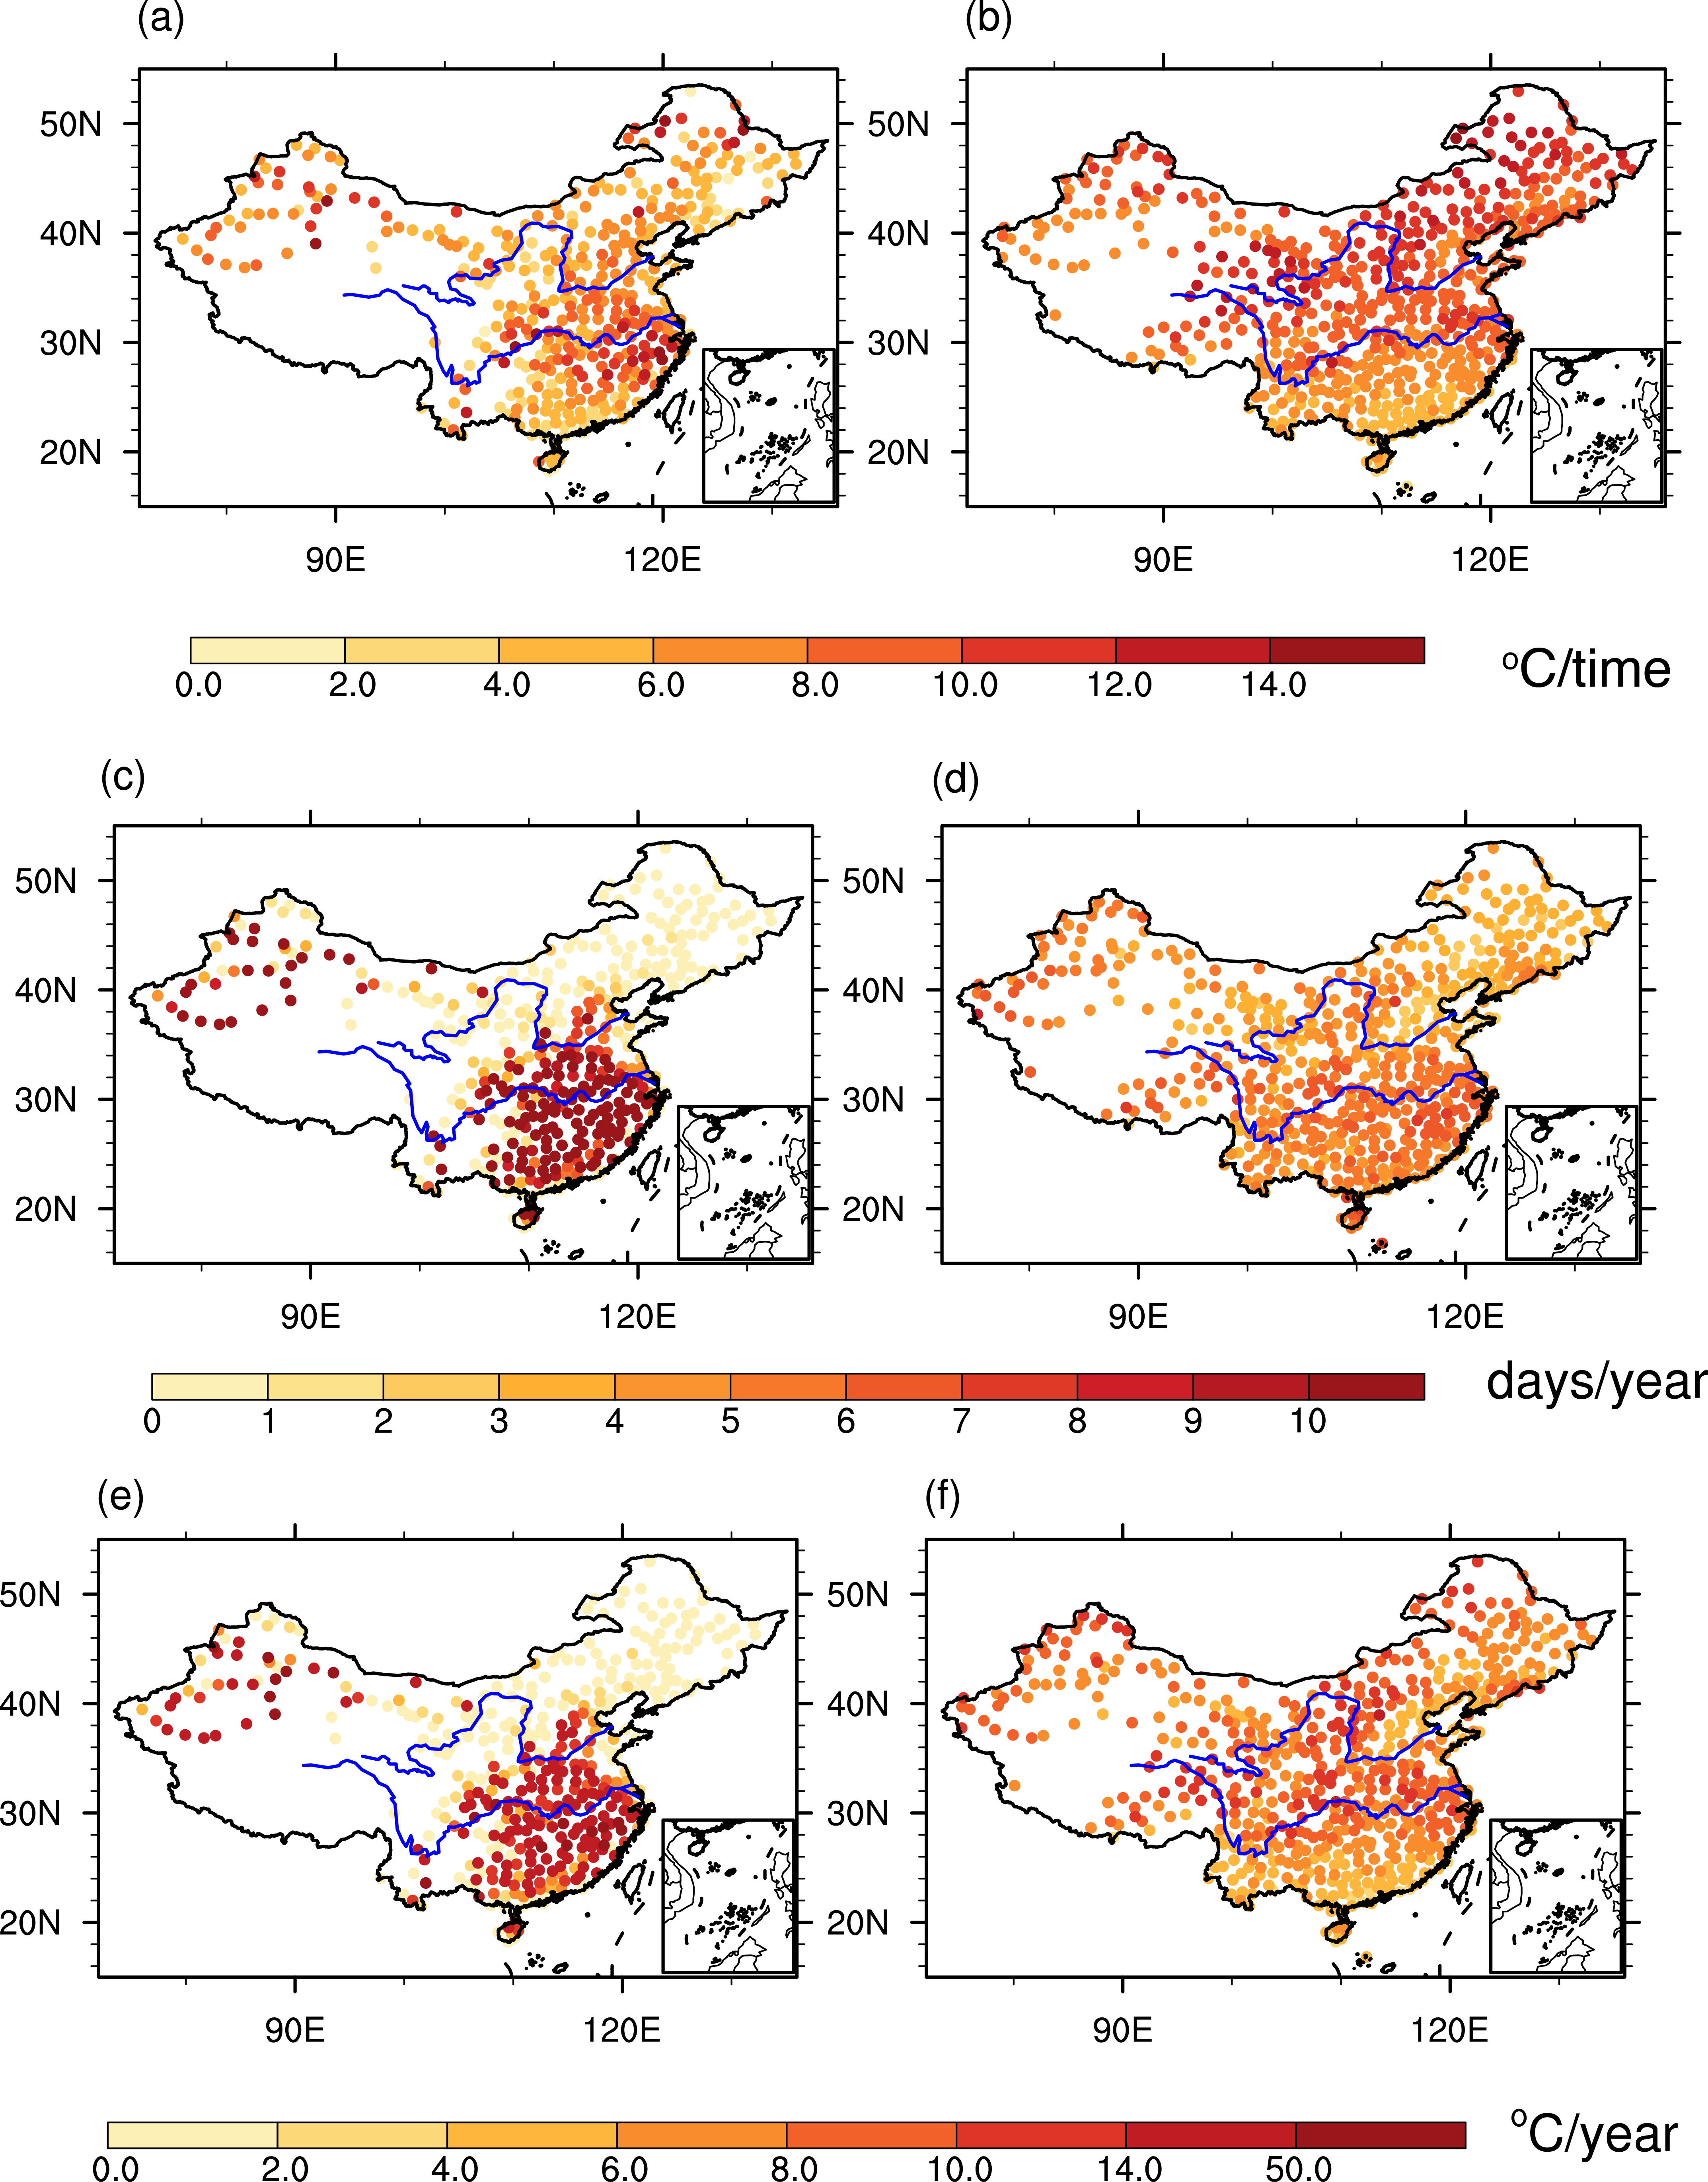 (a) (b)
50N 50N
40N 40N
30N 30N
20N 20N
90E 120E 90E 120E
0.0 2.0 4.0 6.0 8.0 10.0 12.0 14.0 °C/time
(c) (d)
50N 50N
40N 40N
30N 30N
20N 20N
90E 120E 90E 120E
0 1 2 3 4 5 6 7 8 9 10 days/year
(e) (f)
50N 50N
40N 40N
30N 30N
20N 20N
90E 120E 90E 120E
0.0 2.0 4.0 6.0 8.0 10.0 14.0 50.0 °C/year